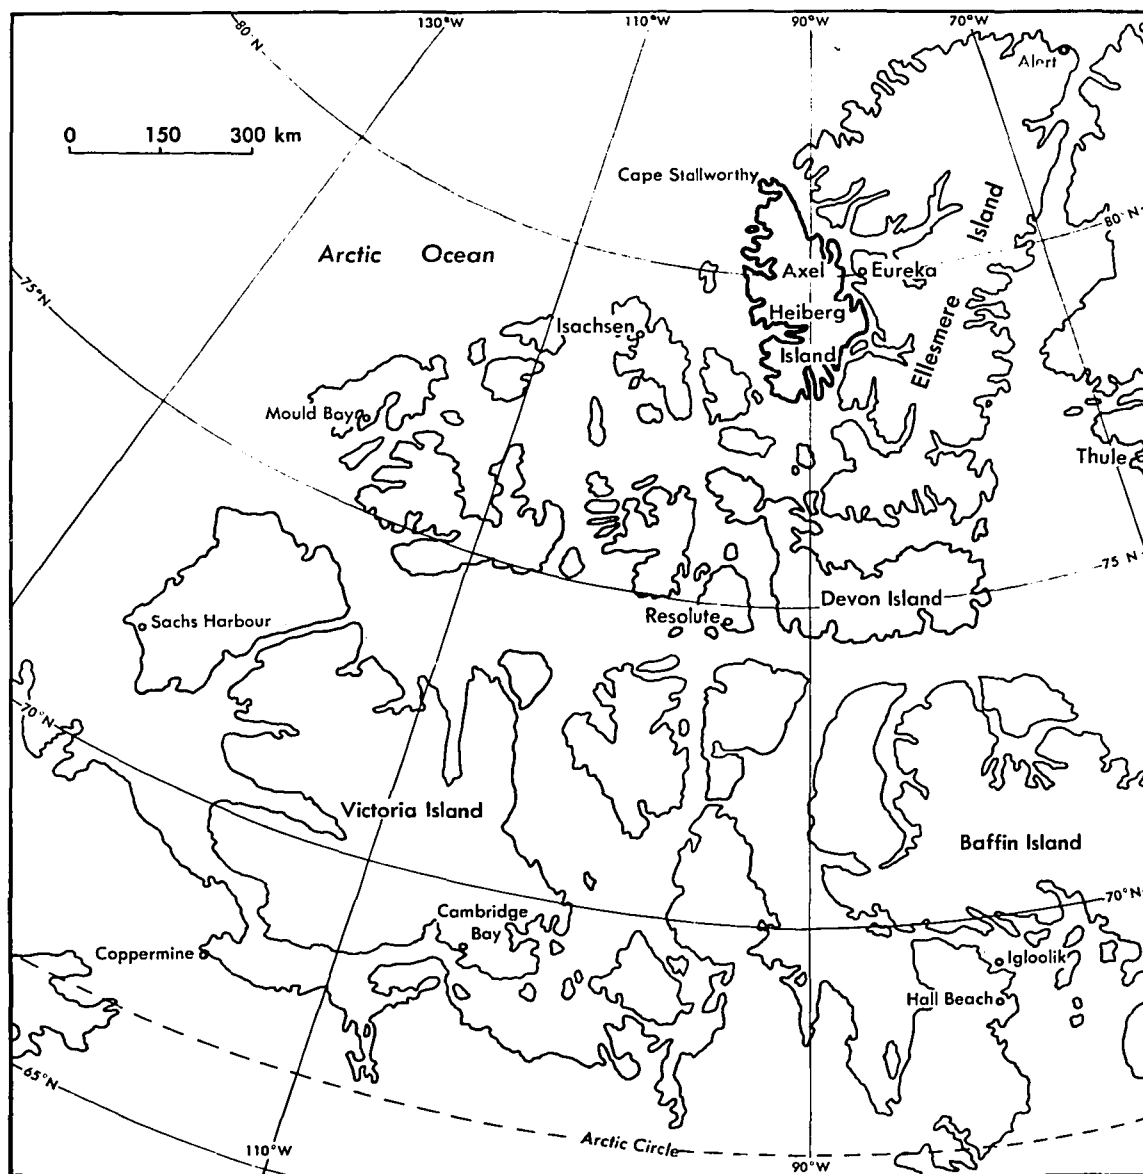 80°N
130°W
110°W
90°W
70°W
Alert
0 150 300 km
Cape Stallworthy
Arctic Ocean
Axel
Heiberg
Island
Eureka
Ellesmere Island
80°N
75°N
Isachsen
Mould Bay
Thule
75°N
Devon Island
Resolute
Sachs Harbour
70°N
Victoria Island
Baffin Island
70°N
Cambridge
Bay
Coppermine
Igloolik
Hall Beach
65°N
Arctic Circle
110°W
90°W